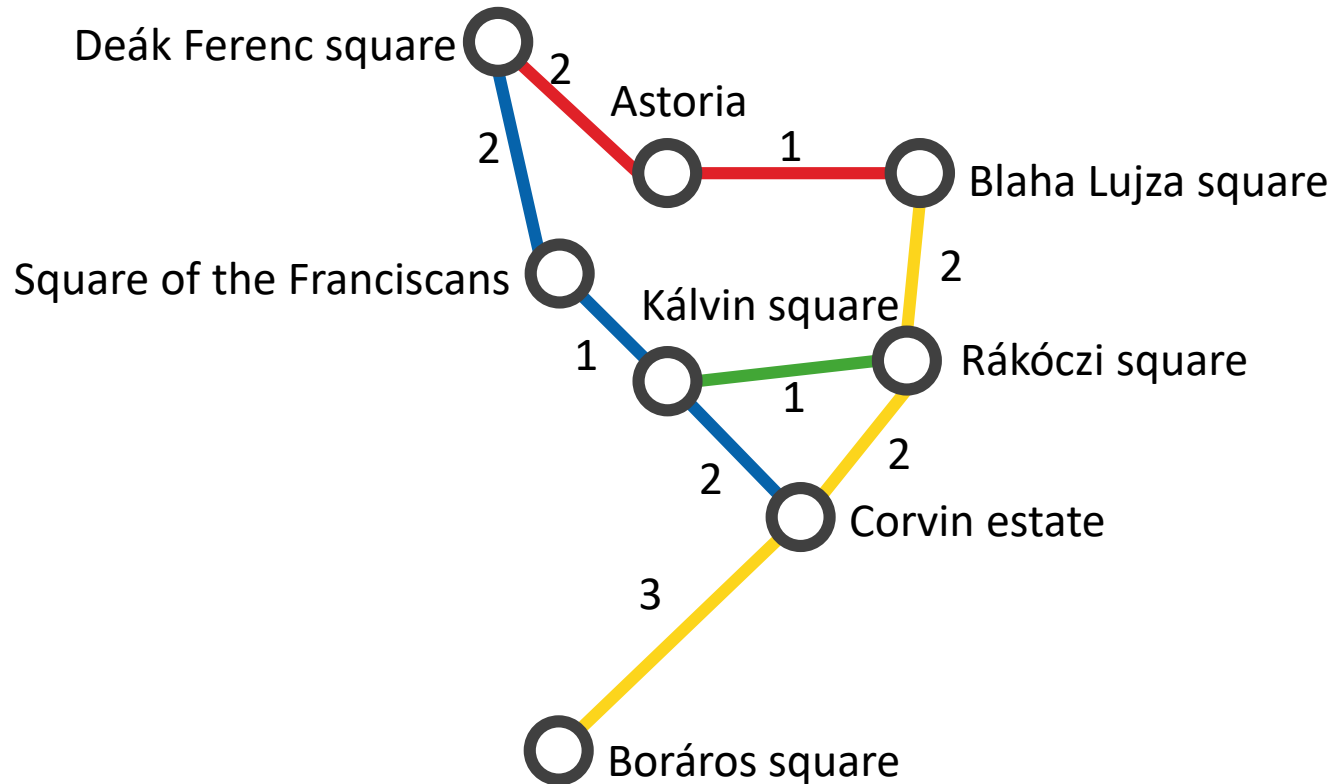 Deák Ferenc square
2
Astoria
2
1
Blaha Lujza square
Square of the Franciscans
2
Kálvin square
1
Rákóczi square
1
2
2
Corvin estate
3
Boráros square